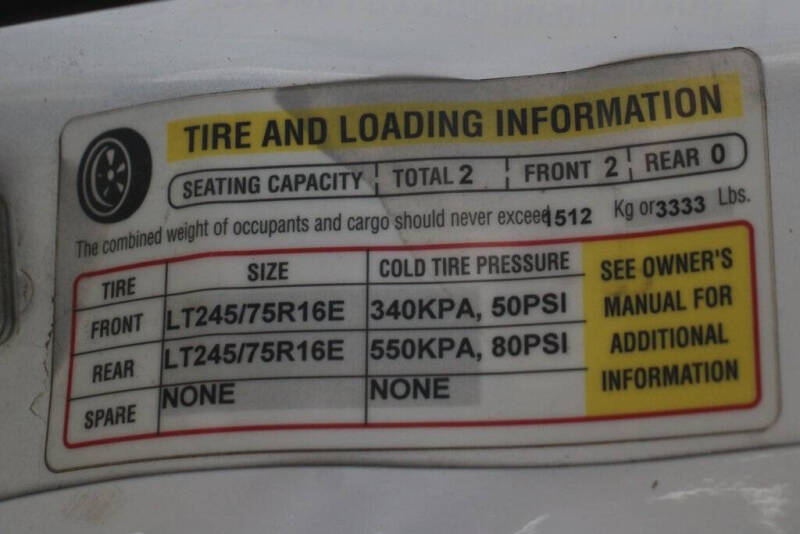 TIRE AND LOADING INFORMATION
SEATING CAPACITY TOTAL 2 FRONT 2 REAR 0
The combined weight of occupants and cargo should never exceed 1512 Kg or 3333 Lbs.
TIRE SIZE COLD TIRE PRESSURE
FRONT LT245/75R16E 340KPA, 50PSI
REAR LT245/75R16E 550KPA, 80PSI
SPARE NONE NONE
SEE OWNER'S
MANUAL FOR
ADDITIONAL
INFORMATION